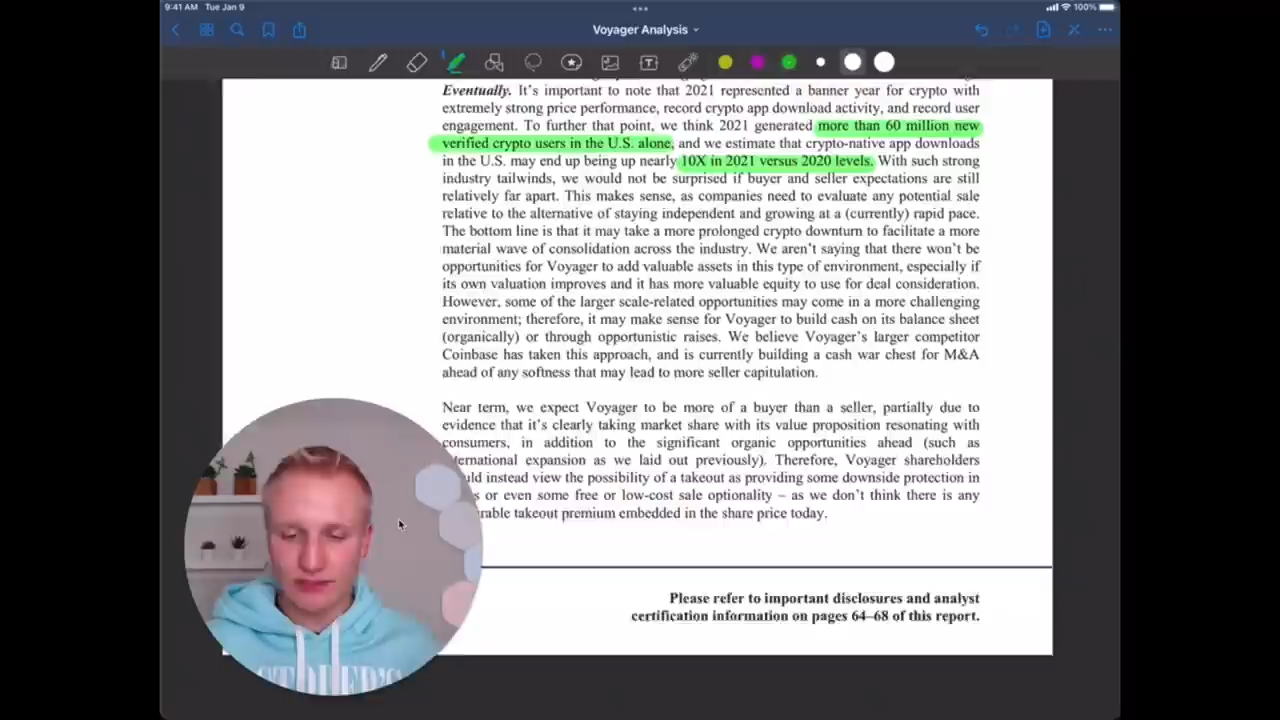 9:41 AM Tue Jan 9
100%
Voyager Analysis
Eventually. It's important to note that 2021 represented a banner year for crypto with
extremely strong price performance, record crypto app download activity, and record user
engagement. To further that point, we think 2021 generated more than 60 million new
verified crypto users in the U.S. alone, and we estimate that crypto-native app downloads
in the U.S. may end up being up nearly 10X in 2021 versus 2020 levels. With such strong
industry tailwinds, we would not be surprised if buyer and seller expectations are still
relatively far apart. This makes sense, as companies need to evaluate any potential sale
relative to the alternative of staying independent and growing at a (currently) rapid pace.
The bottom line is that it may take a more prolonged crypto downturn to facilitate a more
material wave of consolidation across the industry. We aren't saying that there won't be
opportunities for Voyager to add valuable assets in this type of environment, especially if
its own valuation improves and it has more valuable equity to use for deal consideration.
However, some of the larger scale-related opportunities may come in a more challenging
environment; therefore, it may make sense for Voyager to build cash on its balance sheet
(organically) or through opportunistic raises. We believe Voyager's larger competitor
Coinbase has taken this approach, and is currently building a cash war chest for M&A
ahead of any softness that may lead to more seller capitulation.
Near term, we expect Voyager to be more of a buyer than a seller, partially due to
evidence that it's clearly taking market share with its value proposition resonating with
consumers, in addition to the significant organic opportunities ahead (such as
ternational expansion as we laid out previously). Therefore, Voyager shareholders
uld instead view the possibility of a takeout as providing some downside protection in
s or even some free or low-cost sale optionality – as we don't think there is any
rable takeout premium embedded in the share price today.
Please refer to important disclosures and analyst
certification information on pages 64–68 of this report.